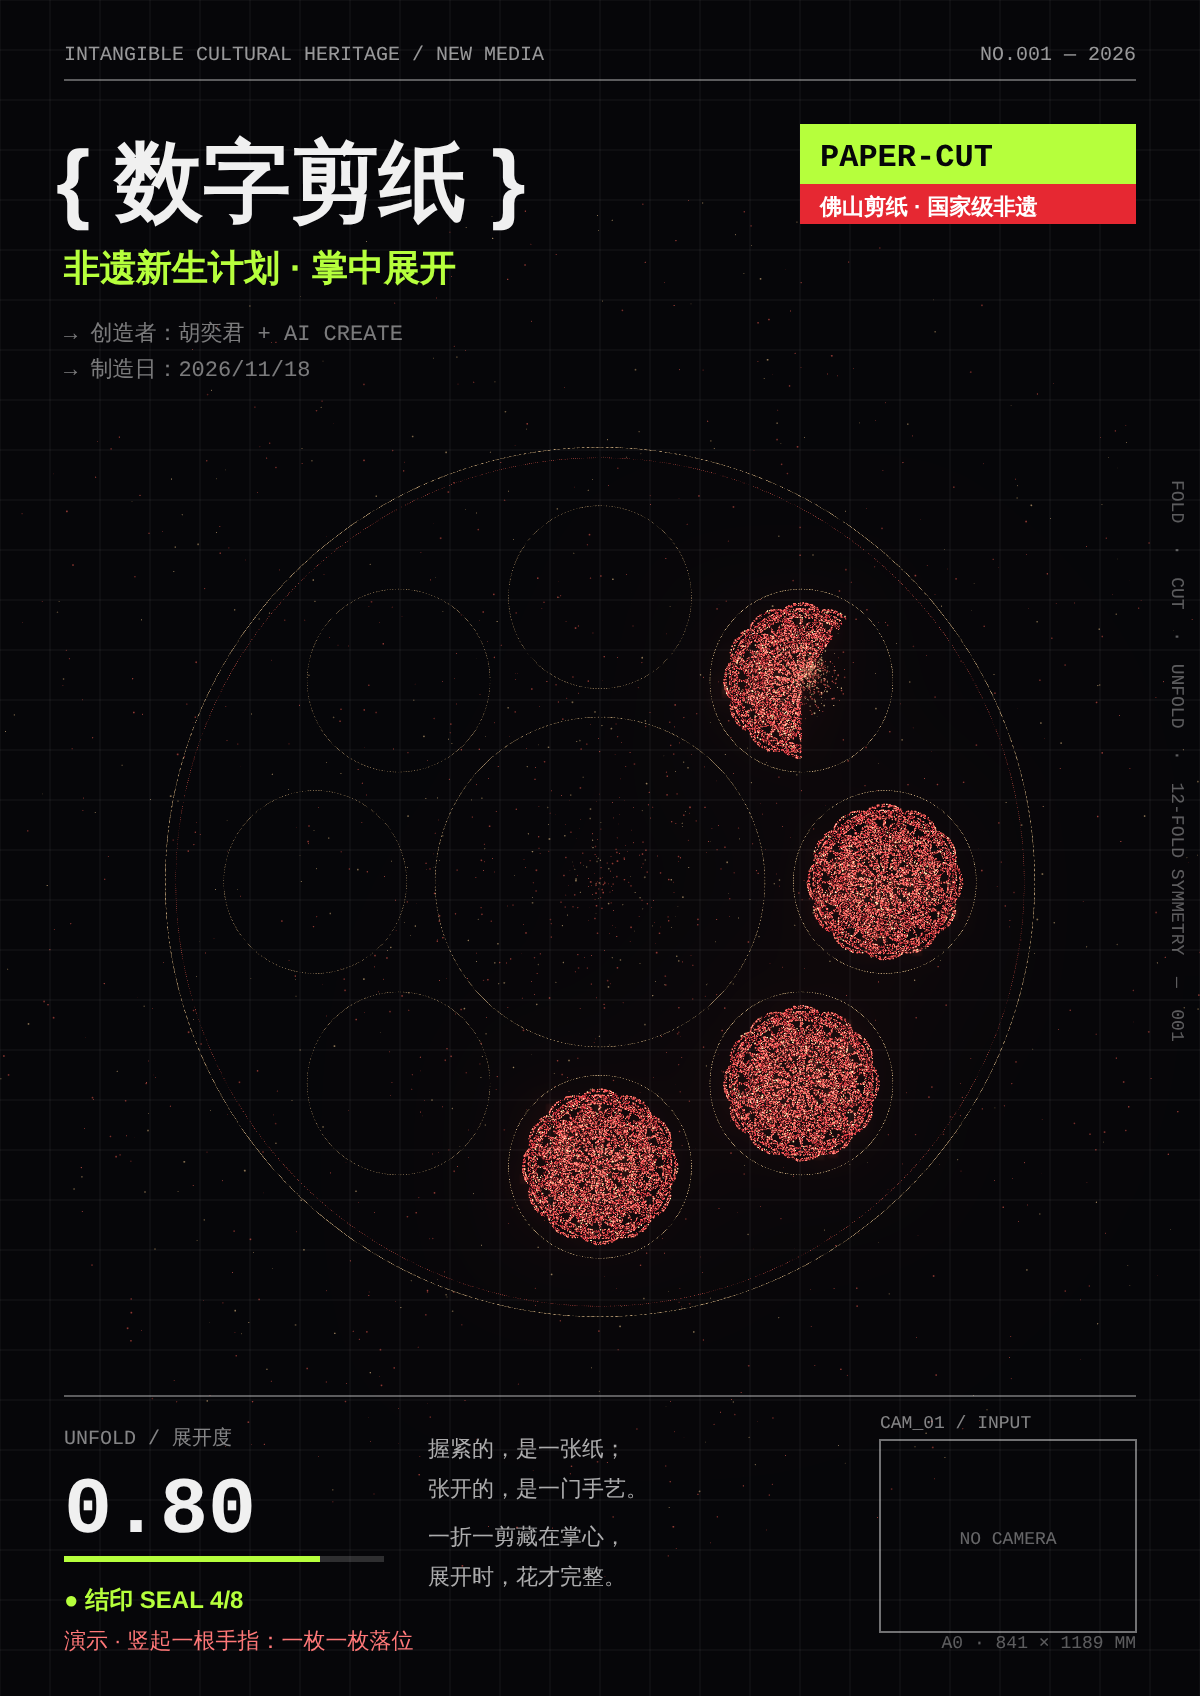 INTANGIBLE CULTURAL HERITAGE / NEW MEDIA
NO.001 — 2026
{ 数字剪纸 }
PAPER-CUT
佛山剪纸 · 国家级非遗
非遗新生计划 · 掌中展开
→ 创造者：胡奕君 + AI CREATE
→ 制造日：2026/11/18
FOLD · CUT · UNFOLD · 12-FOLD SYMMETRY — 001
UNFOLD / 展开度
0.80
● 结印 SEAL 4/8
演示 · 竖起一根手指：一枚一枚落位
握紧的，是一张纸；
张开的，是一门手艺。
一折一剪藏在掌心，
展开时，花才完整。
CAM_01 / INPUT
NO CAMERA
A0 · 841 × 1189 MM